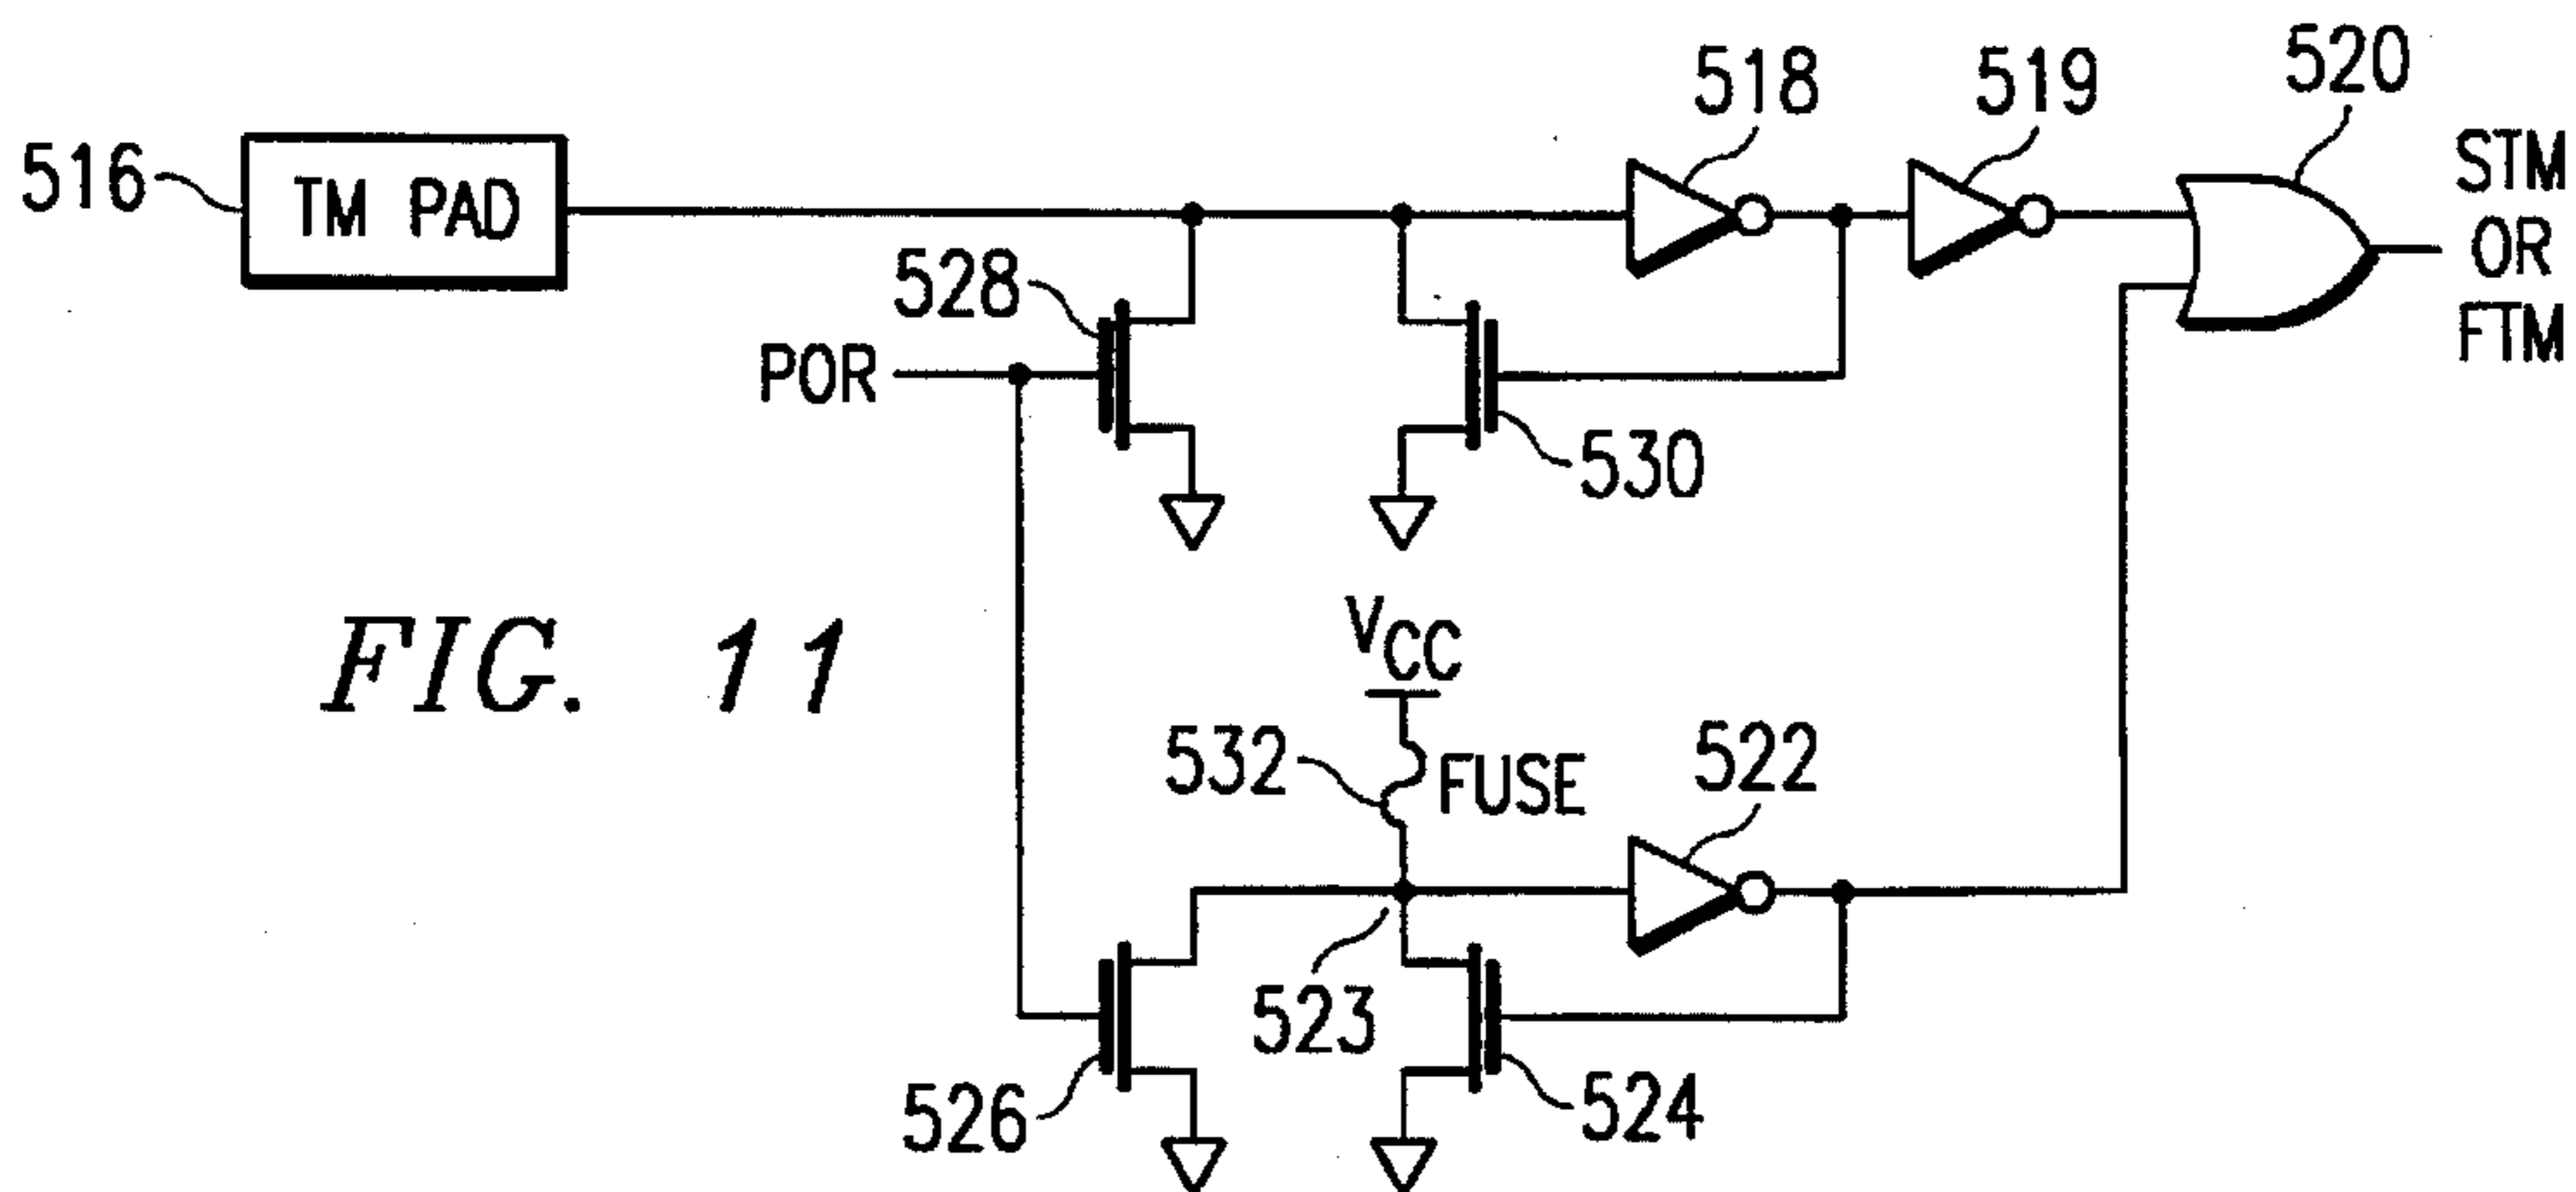 518
519
520
516
TM PAD
STM
OR
FTM
528
POR
530
FIG. 11
VCC
532
FUSE
522
523
526
524